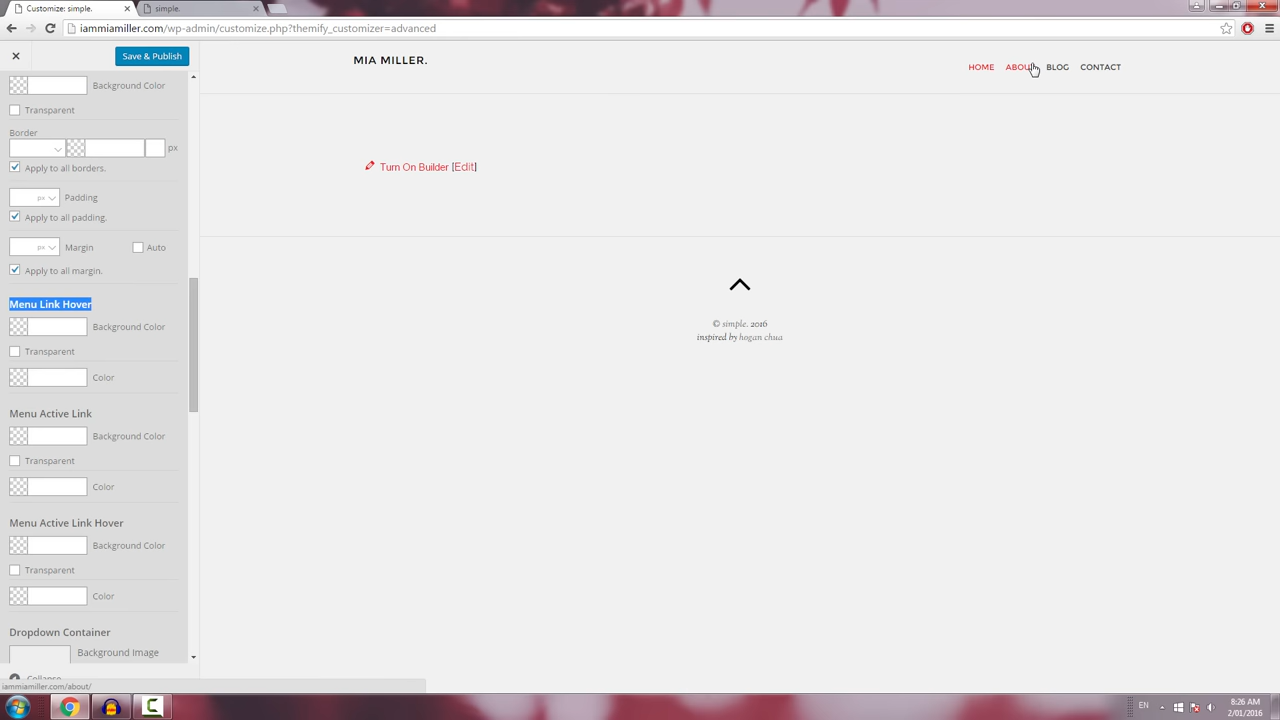 Customize: simple.
simple.
iammiamiller.com/wp-admin/customize.php?themify_customizer=advanced
Save & Publish
Background Color
Transparent
Border
px
Apply to all borders.
px Padding
Apply to all padding.
px Margin Auto
Apply to all margin.
Menu Link Hover
Background Color
Transparent
Color
Menu Active Link
Background Color
Transparent
Color
Menu Active Link Hover
Background Color
Transparent
Color
Dropdown Container
Background Image
Collapse
MIA MILLER.
HOME ABOUT BLOG CONTACT
Turn On Builder [Edit]
© simple. 2016
inspired by hogan chua
iammiamiller.com/about/
EN
8:26 AM
2/01/2016